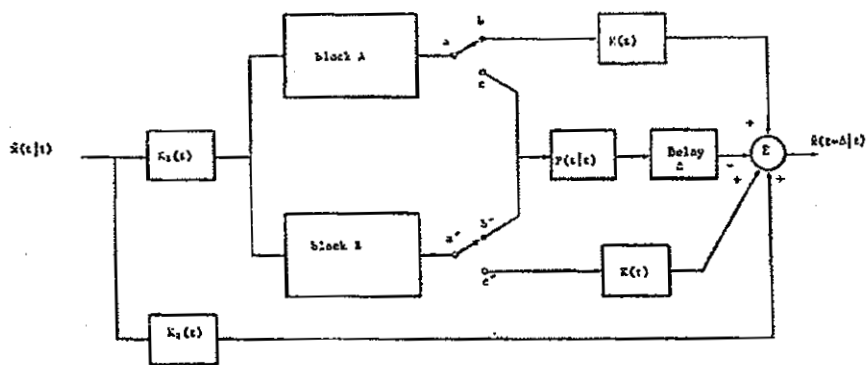 b
block A
a
K(t)
c
+
x̂(t|t)
K₁(t)
P(t|t)
Delay
Δ
Σ
x̂(t-Δ|t)
-
+
+
block B
a'
b'
c'
K(t)
K₂(t)